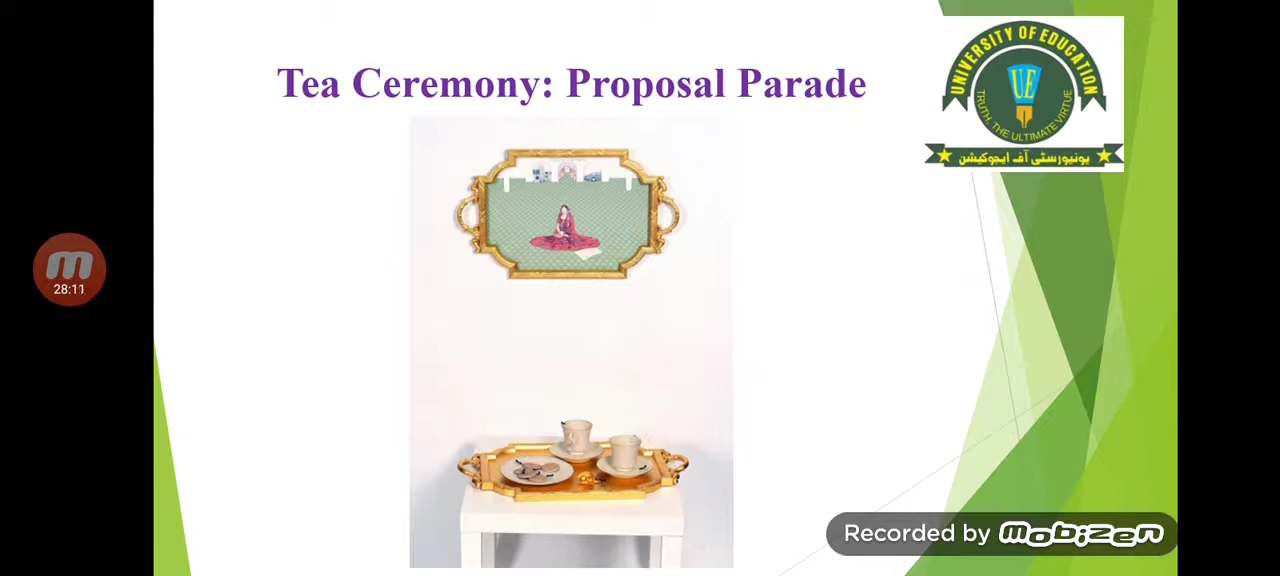 Tea Ceremony: Proposal Parade
UNIVERSITY OF EDUCATION
UE
TRUTH, THE ULTIMATE VIRTUE
یونیورسٹی آف ایجوکیشن
28:11
Recorded by MOBIZEN